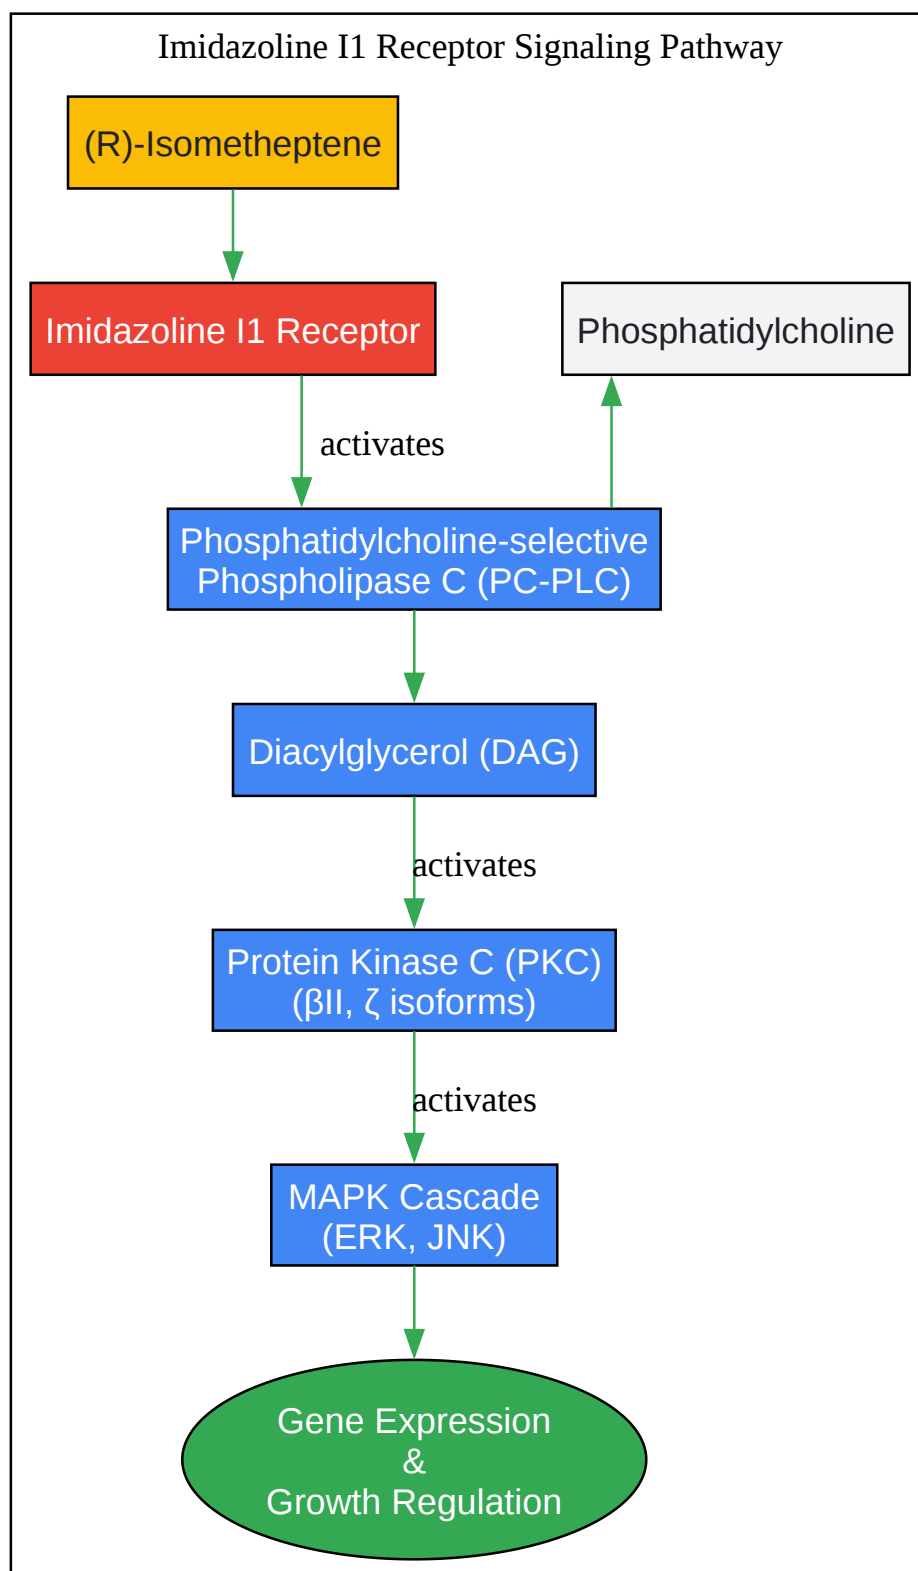 Imidazoline I1 Receptor Signaling Pathway
(R)-Isometheptene
Imidazoline I1 Receptor
Phosphatidylcholine
activates
Phosphatidylcholine-selective
Phospholipase C (PC-PLC)
Diacylglycerol (DAG)
activates
Protein Kinase C (PKC)
(βII, ζ isoforms)
activates
MAPK Cascade
(ERK, JNK)
Gene Expression
&
Growth Regulation